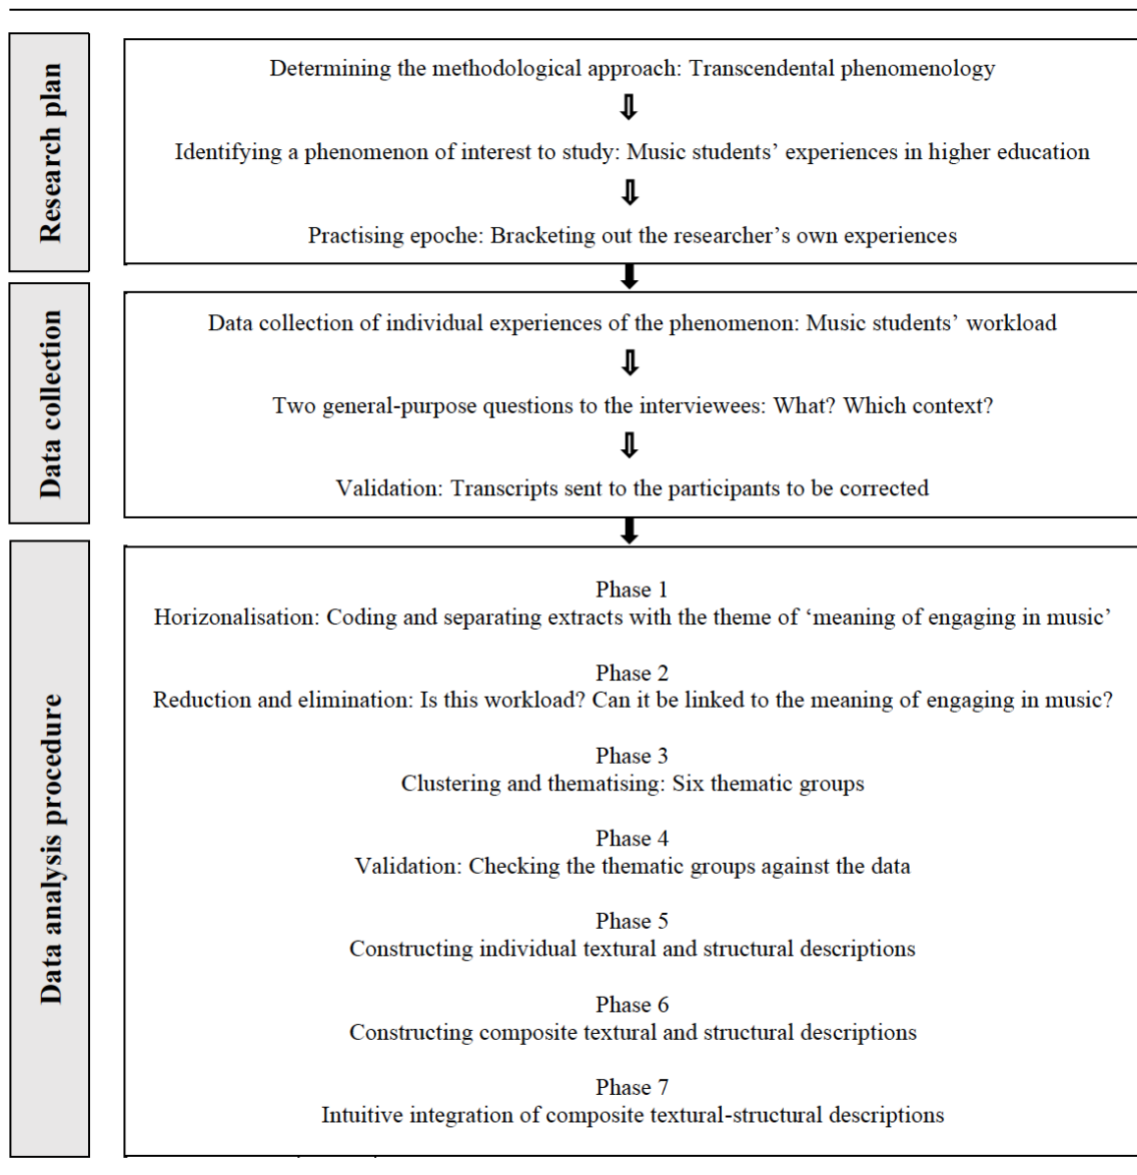 Research plan
Determining the methodological approach: Transcendental phenomenology
Identifying a phenomenon of interest to study: Music students’ experiences in higher education
Practising epoche: Bracketing out the researcher’s own experiences
Data collection
Data collection of individual experiences of the phenomenon: Music students’ workload
Two general-purpose questions to the interviewees: What? Which context?
Validation: Transcripts sent to the participants to be corrected
Data analysis procedure
Phase 1
Horizonalisation: Coding and separating extracts with the theme of ‘meaning of engaging in music’
Phase 2
Reduction and elimination: Is this workload? Can it be linked to the meaning of engaging in music?
Phase 3
Clustering and thematising: Six thematic groups
Phase 4
Validation: Checking the thematic groups against the data
Phase 5
Constructing individual textural and structural descriptions
Phase 6
Constructing composite textural and structural descriptions
Phase 7
Intuitive integration of composite textural-structural descriptions